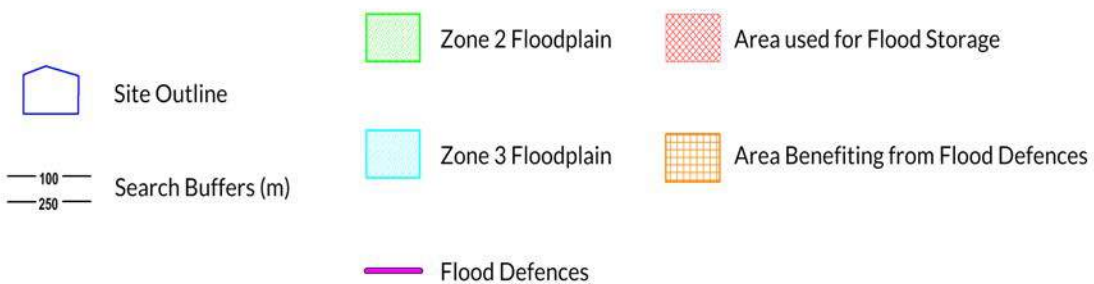 Site Outline
100
250
Search Buffers (m)
Zone 2 Floodplain
Zone 3 Floodplain
Flood Defences
Area used for Flood Storage
Area Benefiting from Flood Defences